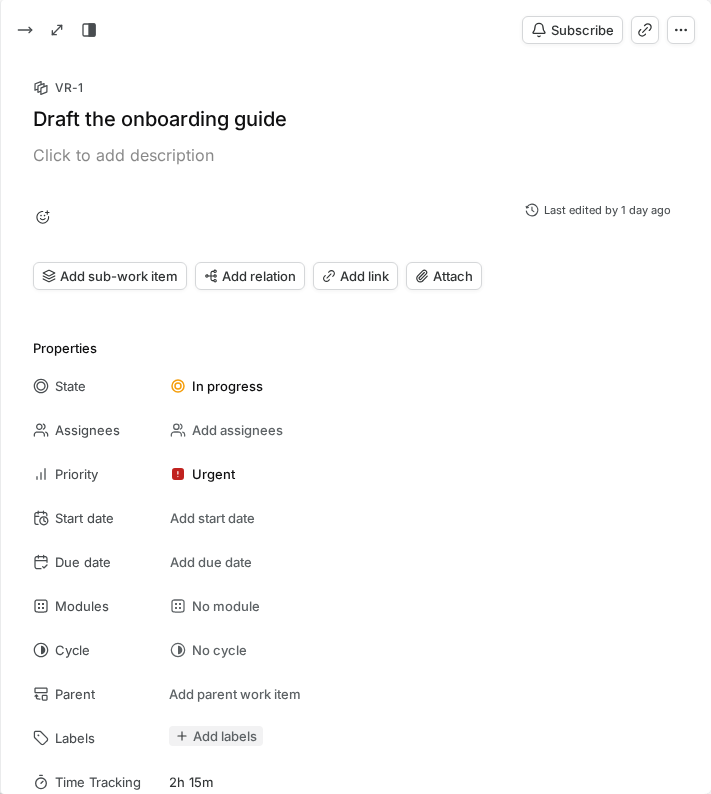 Subscribe
VR-1
Draft the onboarding guide
Click to add description
Last edited by 1 day ago
Add sub-work item Add relation Add link Attach
Properties
State In progress
Assignees Add assignees
Priority Urgent
Start date Add start date
Due date Add due date
Modules No module
Cycle No cycle
Parent Add parent work item
Labels Add labels
Time Tracking 2h 15m